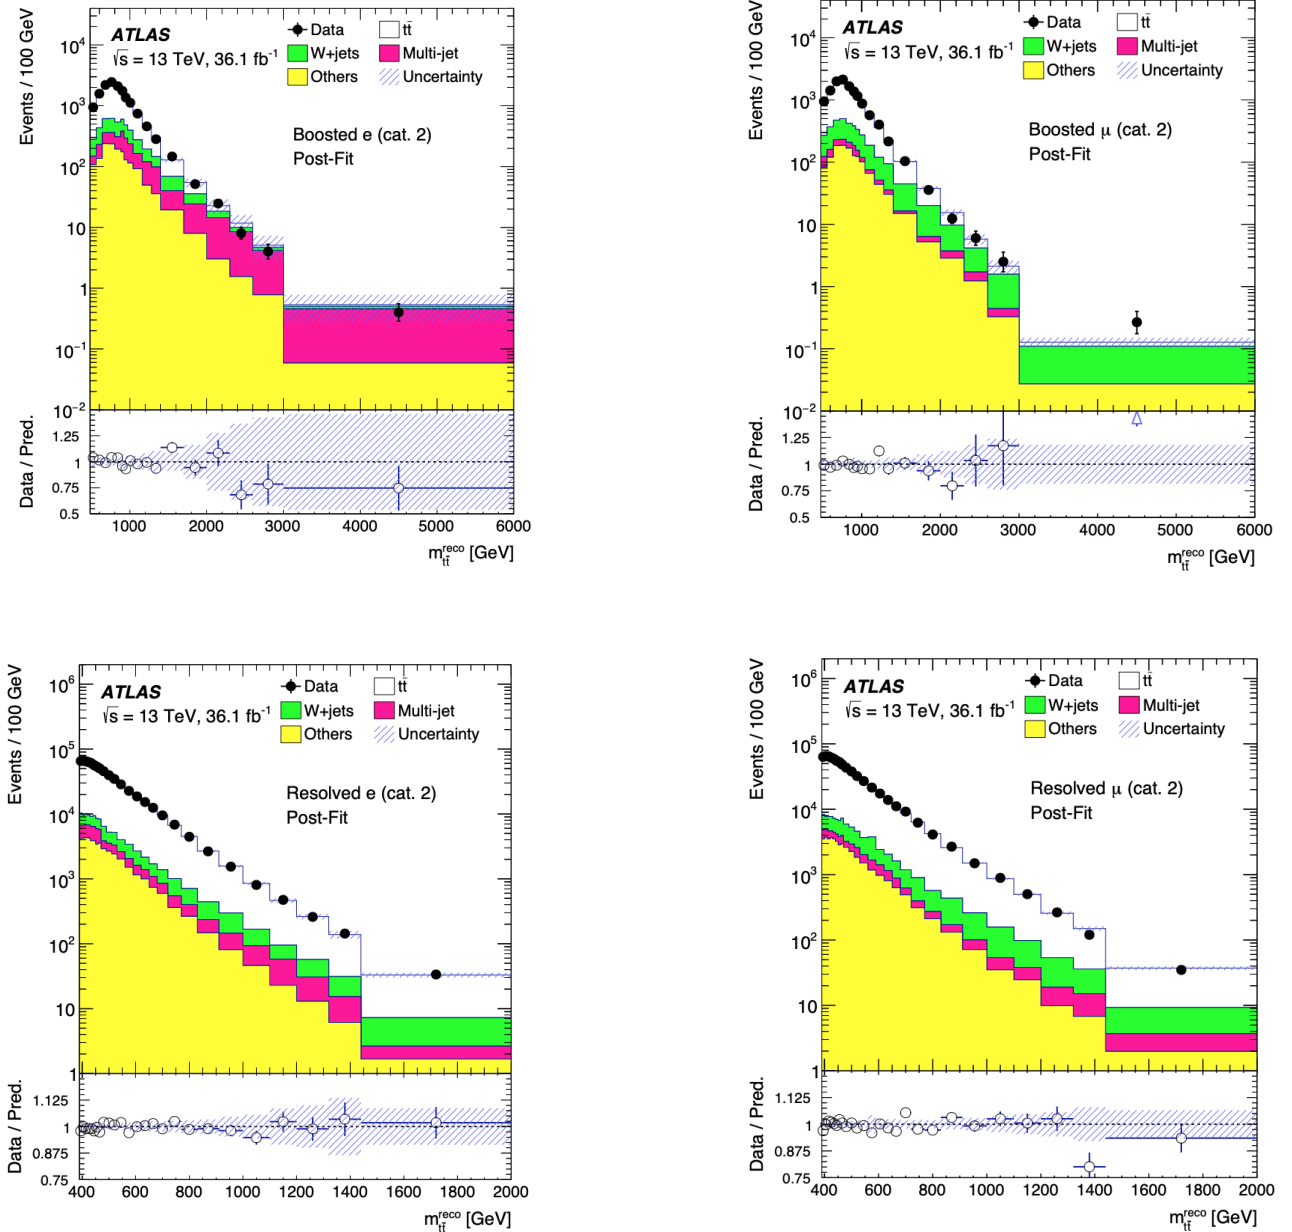 ATLAS
√s = 13 TeV, 36.1 fb⁻¹
Data
tt̄
W+jets
Multi-jet
Others
Uncertainty
Boosted e (cat. 2)
Post-Fit
Events / 100 GeV
10⁴
10³
10²
10
1
10⁻¹
10⁻²
Data / Pred.
1.25
1
0.75
0.5
1000 2000 3000 4000 5000 6000
m_tt̄^reco [GeV]
ATLAS
√s = 13 TeV, 36.1 fb⁻¹
Data
tt̄
W+jets
Multi-jet
Others
Uncertainty
Boosted μ (cat. 2)
Post-Fit
Events / 100 GeV
10⁴
10³
10²
10
1
10⁻¹
10⁻²
Data / Pred.
1.25
1
0.75
0.5
1000 2000 3000 4000 5000 6000
m_tt̄^reco [GeV]
ATLAS
√s = 13 TeV, 36.1 fb⁻¹
Data
tt̄
W+jets
Multi-jet
Others
Uncertainty
Resolved e (cat. 2)
Post-Fit
Events / 100 GeV
10⁶
10⁵
10⁴
10³
10²
10
1
Data / Pred.
1.125
1
0.875
0.75
400 600 800 1000 1200 1400 1600 1800 2000
m_tt̄^reco [GeV]
ATLAS
√s = 13 TeV, 36.1 fb⁻¹
Data
tt̄
W+jets
Multi-jet
Others
Uncertainty
Resolved μ (cat. 2)
Post-Fit
Events / 100 GeV
10⁶
10⁵
10⁴
10³
10²
10
1
Data / Pred.
1.125
1
0.875
0.75
400 600 800 1000 1200 1400 1600 1800 2000
m_tt̄^reco [GeV]